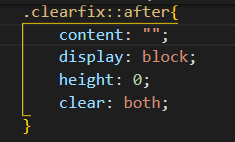 .clearfix::after{
    content: "";
    display: block;
    height: 0;
    clear: both;
}